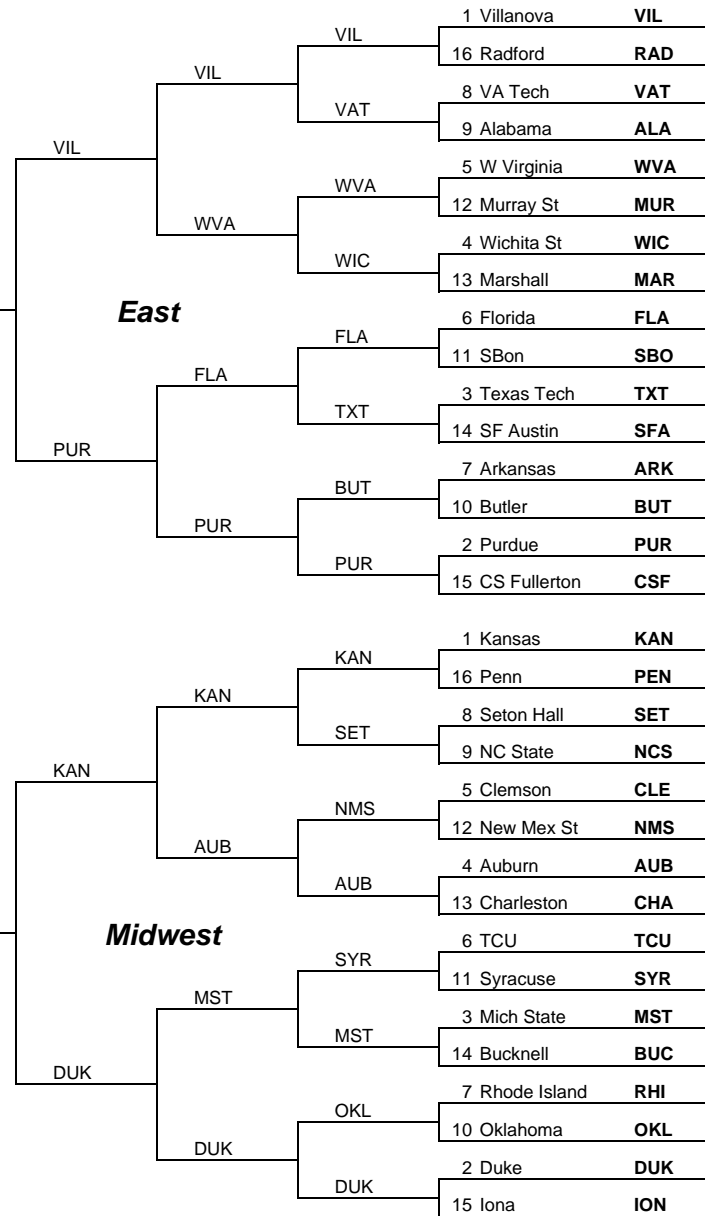 1 Villanova VIL
VIL
16 Radford RAD
VIL
8 VA Tech VAT
VAT
9 Alabama ALA
VIL
5 W Virginia WVA
WVA
12 Murray St MUR
WVA
4 Wichita St WIC
WIC
13 Marshall MAR
East
6 Florida FLA
FLA
11 SBon SBO
FLA
3 Texas Tech TXT
TXT
14 SF Austin SFA
PUR
7 Arkansas ARK
BUT
10 Butler BUT
PUR
2 Purdue PUR
PUR
15 CS Fullerton CSF
1 Kansas KAN
KAN
16 Penn PEN
KAN
8 Seton Hall SET
SET
9 NC State NCS
KAN
5 Clemson CLE
NMS
12 New Mex St NMS
AUB
4 Auburn AUB
AUB
13 Charleston CHA
Midwest
6 TCU TCU
SYR
11 Syracuse SYR
MST
3 Mich State MST
MST
14 Bucknell BUC
DUK
7 Rhode Island RHI
OKL
10 Oklahoma OKL
DUK
2 Duke DUK
DUK
15 Iona ION